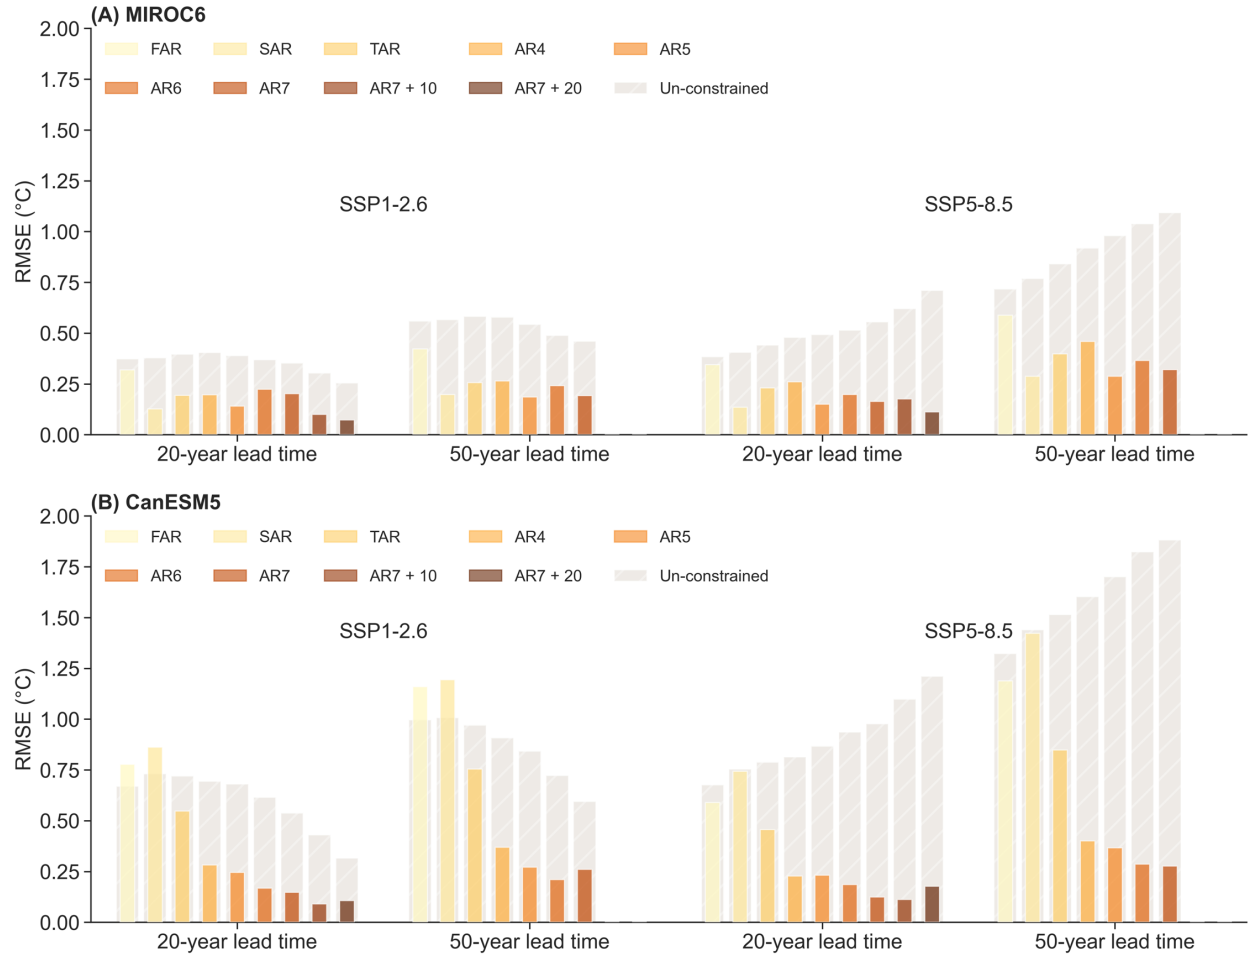 (A) MIROC6
2.00
1.75
1.50
1.25
1.00
0.75
0.50
0.25
0.00
RMSE (°C)
FAR SAR TAR AR4 AR5
AR6 AR7 AR7 + 10 AR7 + 20 Un-constrained
SSP1-2.6 SSP5-8.5
20-year lead time 50-year lead time 20-year lead time 50-year lead time
(B) CanESM5
2.00
1.75
1.50
1.25
1.00
0.75
0.50
0.25
0.00
RMSE (°C)
FAR SAR TAR AR4 AR5
AR6 AR7 AR7 + 10 AR7 + 20 Un-constrained
SSP1-2.6 SSP5-8.5
20-year lead time 50-year lead time 20-year lead time 50-year lead time